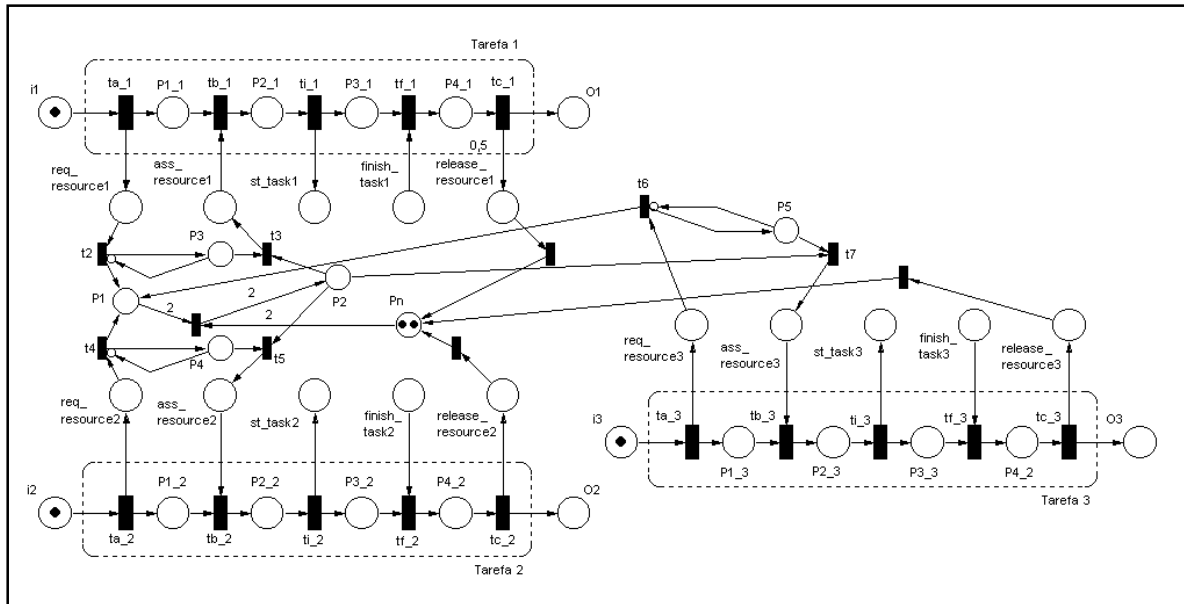 Tarefa 1
ta_1 P1_1 tb_1 P2_1 ti_1 P3_1 tf_1 P4_1 tc_1
i1
O1
0,5
req_
resource1
ass_
resource1
st_task1
finish_
task1
release_
resource1
t6
P5
t2
P3
t3
t7
P1
2
2
P2
2
Pn
t4
P4
t5
req_
resource2
ass_
resource2
st_task2
finish_
task2
release_
resource2
req_
resource3
ass_
resource3
st_task3
finish_
task3
release_
resource3
i3
ta_3 tb_3 ti_3 tf_3 tc_3
O3
P1_3 P2_3 P3_3 P4_2
Tarefa 3
i2
P1_2 P2_2 P3_2 P4_2
O2
ta_2 tb_2 ti_2 tf_2 tc_2
Tarefa 2